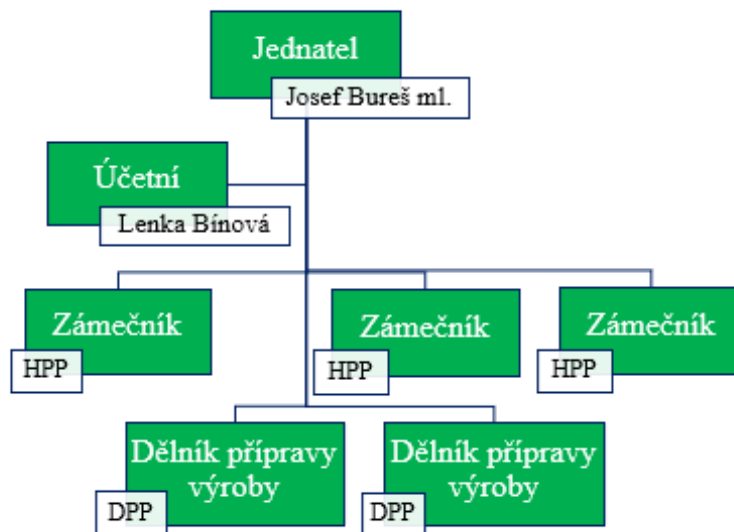 Jednatel
Josef Bureš ml.
Účetní
Lenka Bínová
Zámečník
HPP
Zámečník
HPP
Zámečník
HPP
Dělník přípravy
výroby
DPP
Dělník přípravy
výroby
DPP